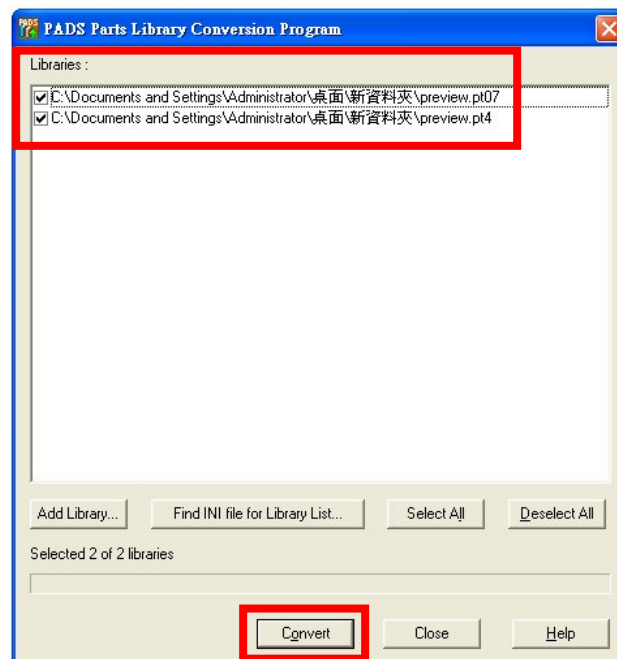 PADS
PADS Parts Library Conversion Program
Libraries :
C:\Documents and Settings\Administrator\桌面\新資料夾\preview.pt07
C:\Documents and Settings\Administrator\桌面\新資料夾\preview.pt4
Add Library... Find INI file for Library List... Select All Deselect All
Selected 2 of 2 libraries
Convert Close Help